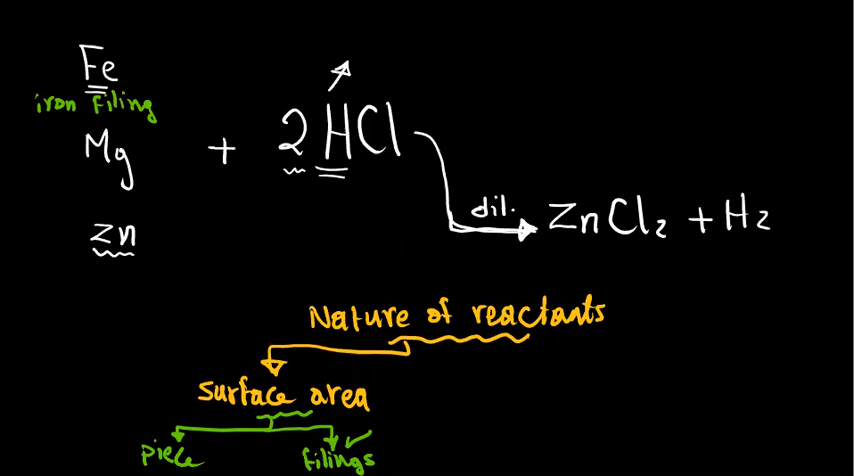 Fe
iron filing
Mg + 2HCl
Zn
dil. ZnCl2 + H2
Nature of reactants
surface area
piece filings